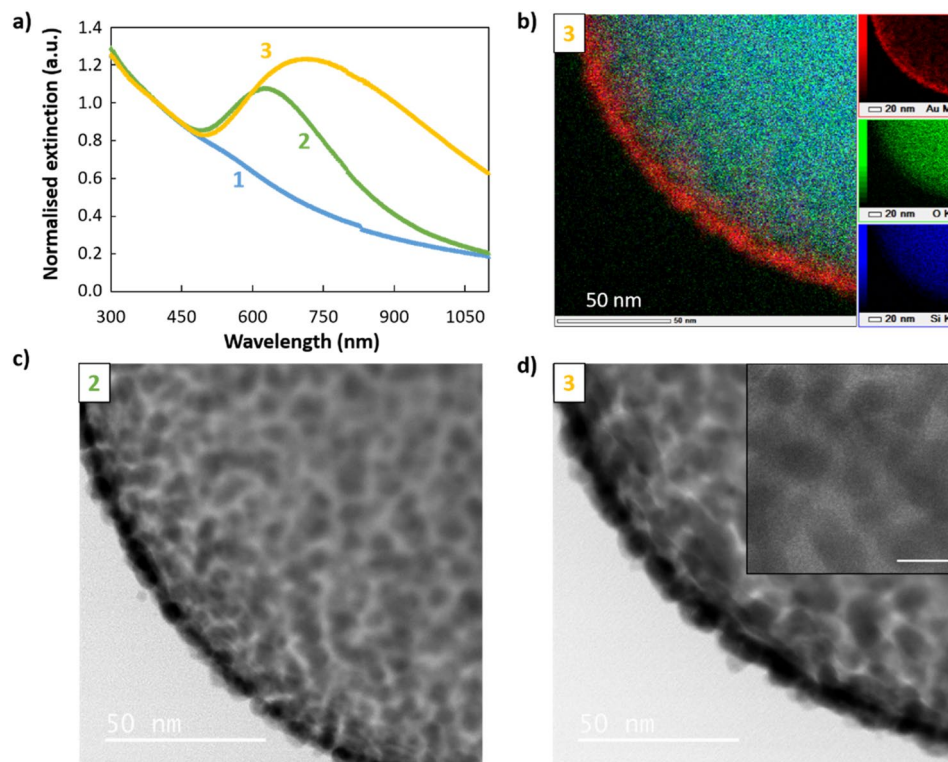 a)
Normalised extinction (a.u.)
1.4
1.2
1.0
0.8
0.6
0.4
0.2
0.0
3
2
1
300 450 600 750 900 1050
Wavelength (nm)
b)
3
50 nm
50 nm
20 nm Au M
20 nm O K
20 nm Si K
c)
2
50 nm
d)
3
50 nm